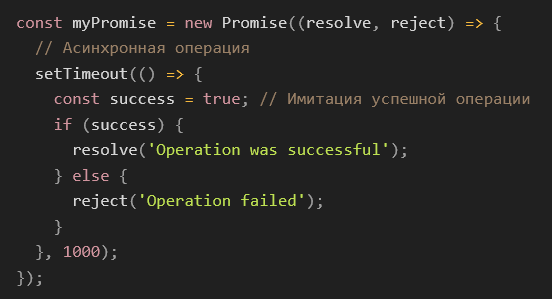 const myPromise = new Promise((resolve, reject) => {
  // Асинхронная операция
  setTimeout(() => {
    const success = true; // Имитация успешной операции
    if (success) {
      resolve('Operation was successful');
    } else {
      reject('Operation failed');
    }
  }, 1000);
});